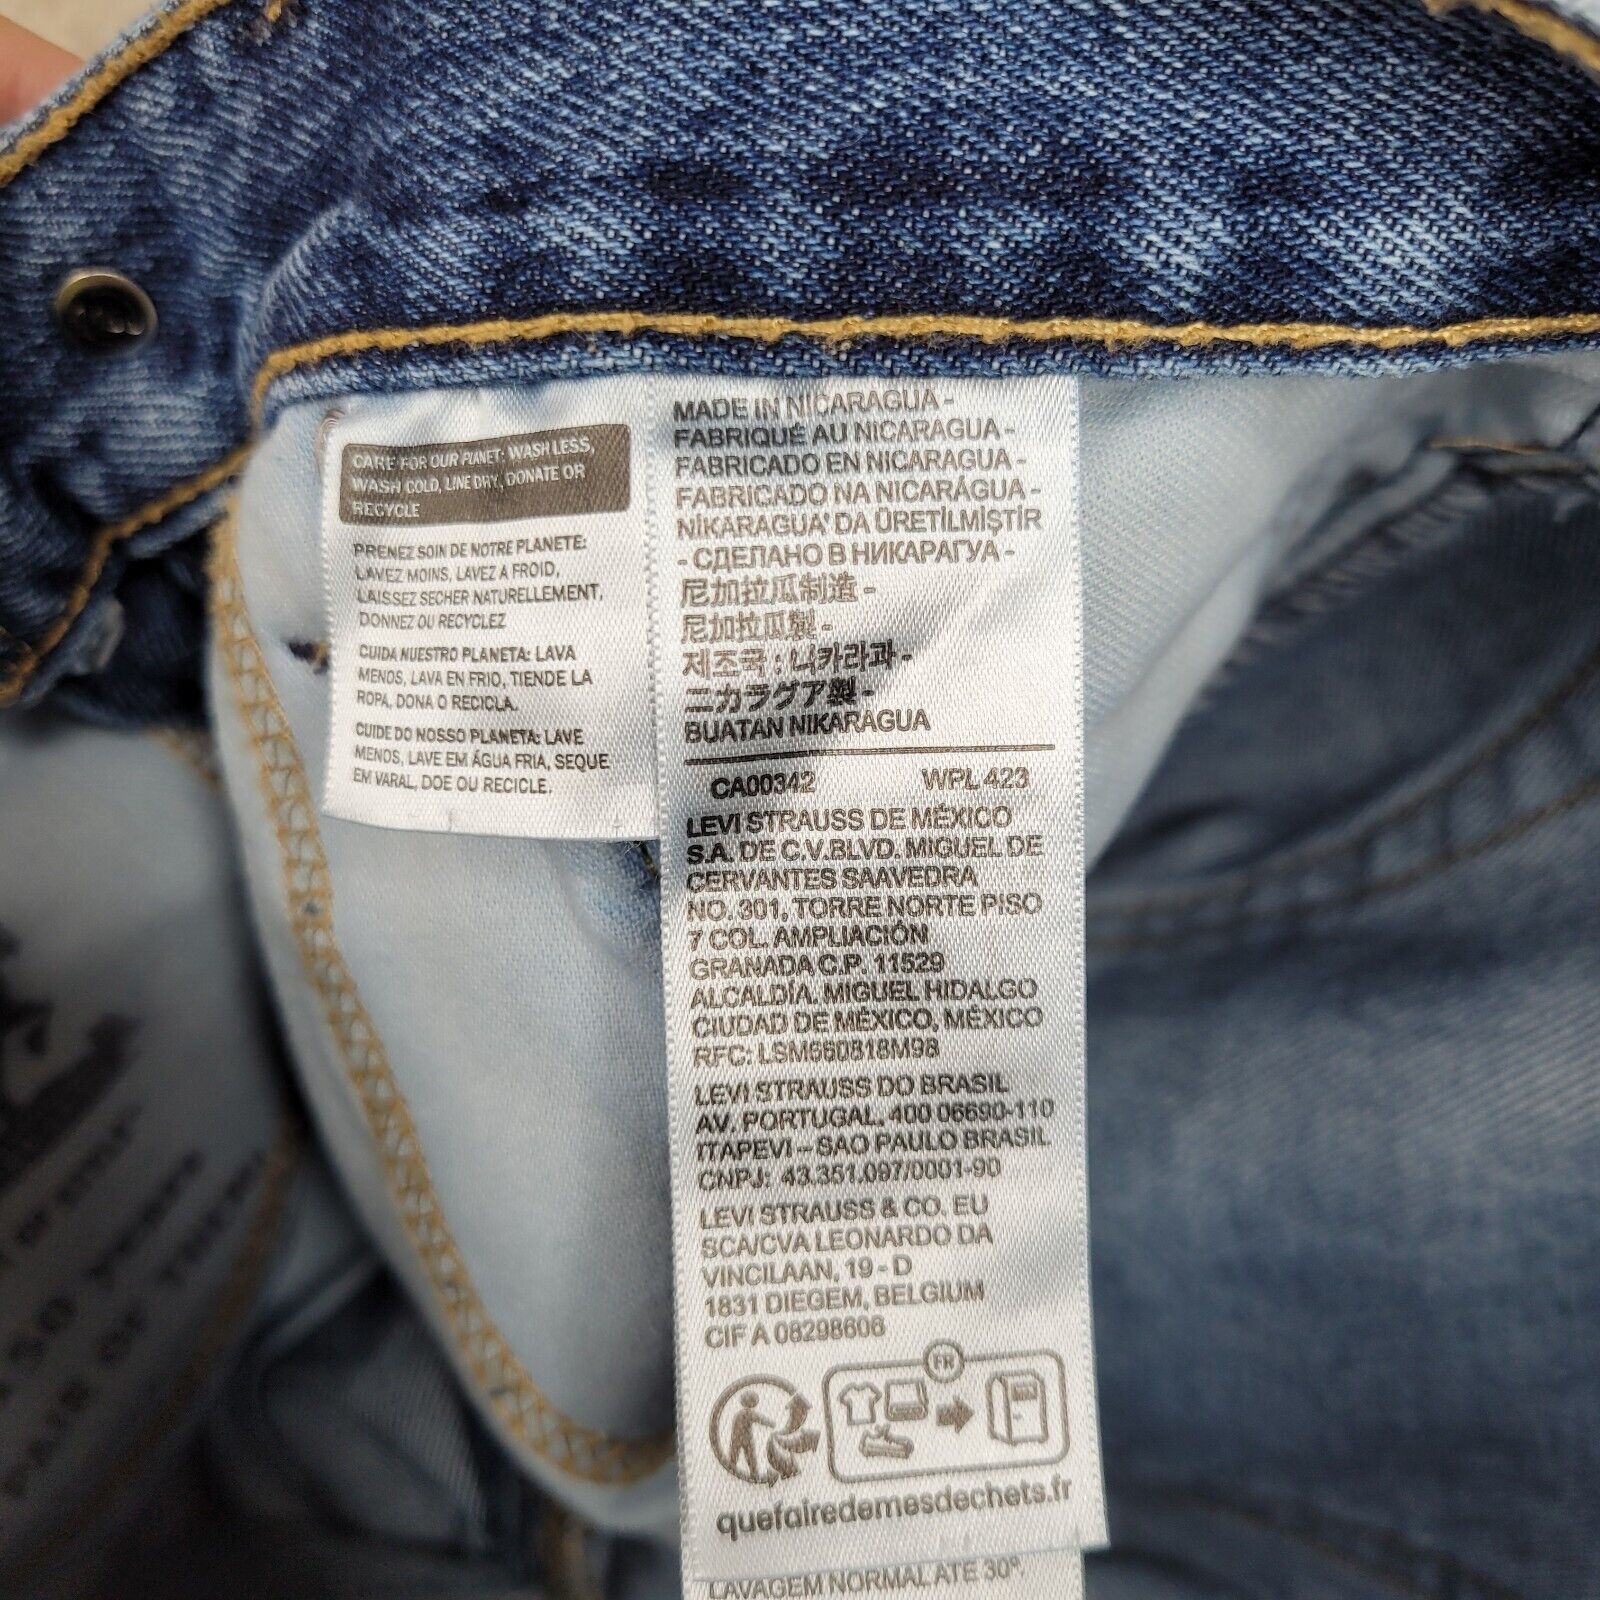 CARE FOR OUR PLANET: WASH LESS,
WASH COLD, LINE DRY, DONATE OR
RECYCLE
PRENEZ SOIN DE NOTRE PLANETE:
LAVEZ MOINS, LAVEZ A FROID,
LAISSEZ SECHER NATURELLEMENT,
DONNEZ OU RECYCLEZ
CUIDA NUESTRO PLANETA: LAVA
MENOS, LAVA EN FRIO, TIENDE LA
ROPA, DONA O RECICLA.
CUIDE DO NOSSO PLANETA: LAVE
MENOS, LAVE EM ÁGUA FRIA, SEQUE
EM VARAL, DOE OU RECICLE.
MADE IN NICARAGUA -
FABRIQUÉ AU NICARAGUA -
FABRICADO EN NICARAGUA -
FABRICADO NA NICARÁGUA -
NİKARAGUA' DA ÜRETİLMİŞTİR
- СДЕЛАНО В НИКАРАГУА -
尼加拉瓜制造 -
尼加拉瓜製 -
제조국 : 니카라과 -
ニカラグア製 -
BUATAN NIKARAGUA
CA00342 WPL 423
LEVI STRAUSS DE MÉXICO
S.A. DE C.V.BLVD. MIGUEL DE
CERVANTES SAAVEDRA
NO. 301, TORRE NORTE PISO
7 COL. AMPLIACIÓN
GRANADA C.P. 11529
ALCALDÍA. MIGUEL HIDALGO
CIUDAD DE MÉXICO, MÉXICO
RFC: LSM660818M98
LEVI STRAUSS DO BRASIL
AV. PORTUGAL, 400 06690-110
ITAPEVI – SAO PAULO BRASIL
CNPJ: 43.351.097/0001-90
LEVI STRAUSS & CO. EU
SCA/CVA LEONARDO DA
VINCILAAN, 19 - D
1831 DIEGEM, BELGIUM
CIF A 08298606
FR
quefairedemesdechets.fr
LAVAGEM NORMAL ATE 30°.